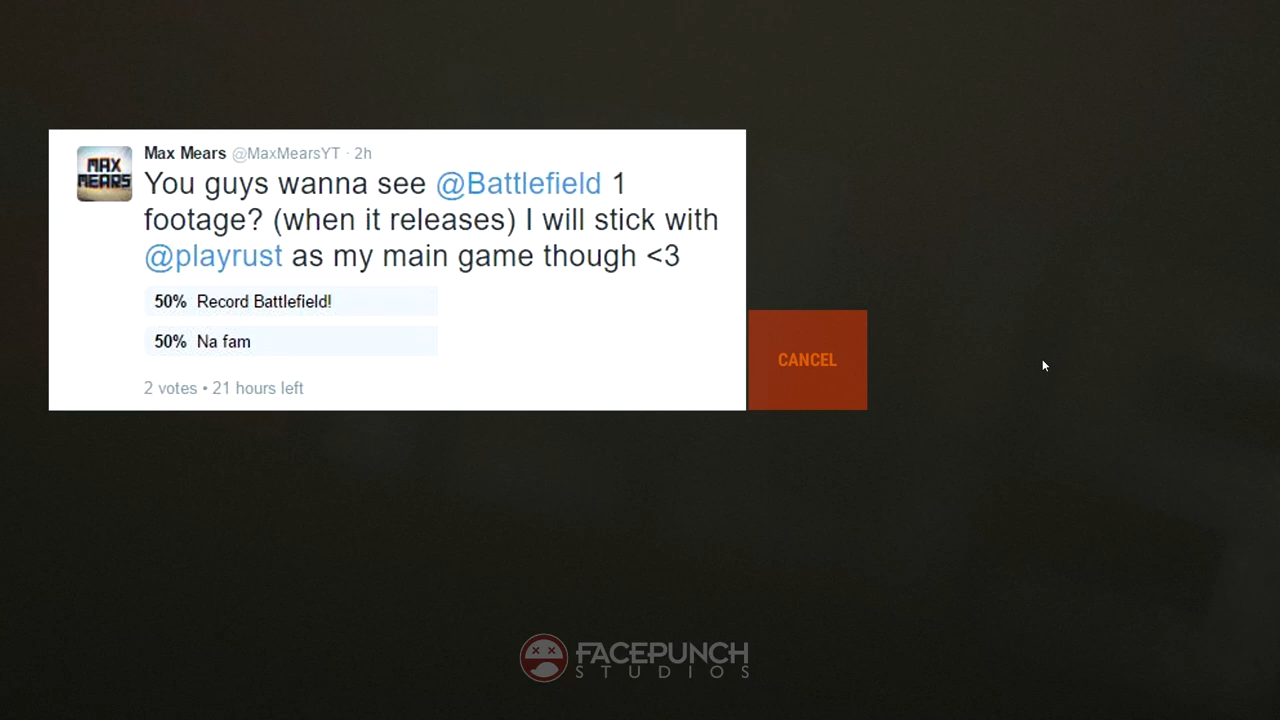 MAX
MEARS
Max Mears @MaxMearsYT · 2h
You guys wanna see @Battlefield 1
footage? (when it releases) I will stick with
@playrust as my main game though <3
50% Record Battlefield!
50% Na fam
2 votes • 21 hours left
CANCEL
FACEPUNCH
STUDIOS